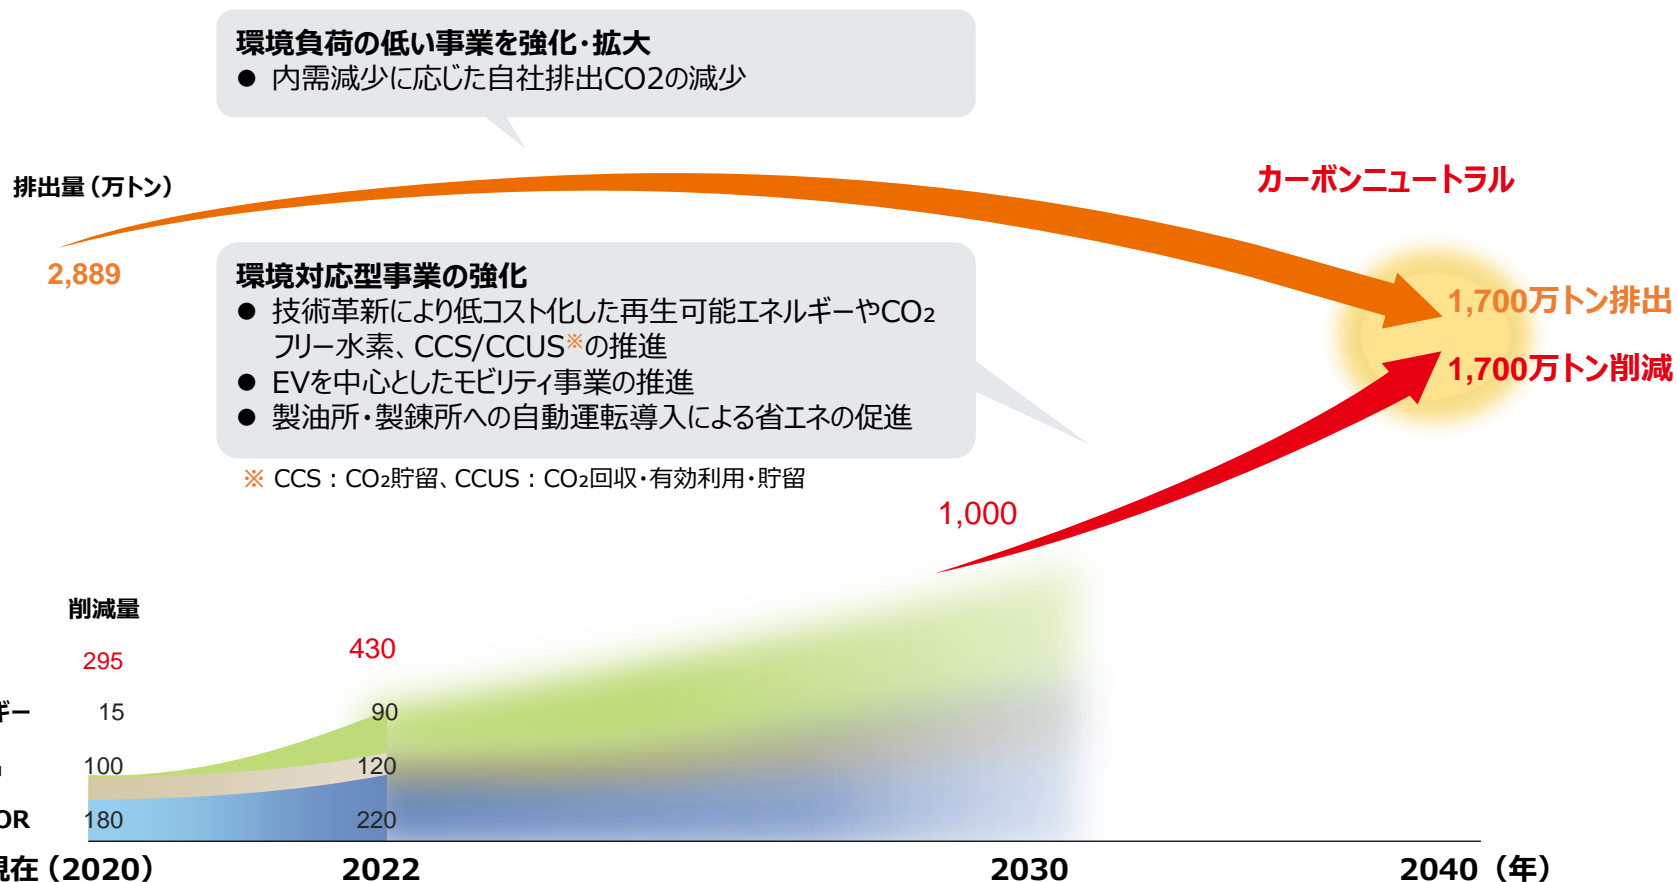 環境負荷の低い事業を強化・拡大
● 内需減少に応じた自社排出CO2の減少
排出量（万トン）
カーボンニュートラル
2,889
環境対応型事業の強化
● 技術革新により低コスト化した再生可能エネルギーやCO₂
フリー水素、CCS/CCUS※の推進
● EVを中心としたモビリティ事業の推進
● 製油所・製錬所への自動運転導入による省エネの促進
※ CCS：CO₂貯留、CCUS：CO₂回収・有効利用・貯留
1,700万トン排出
1,700万トン削減
1,000
削減量
295
430
ギー 15 90
100 120
OR 180 220
現在（2020） 2022 2030 2040（年）